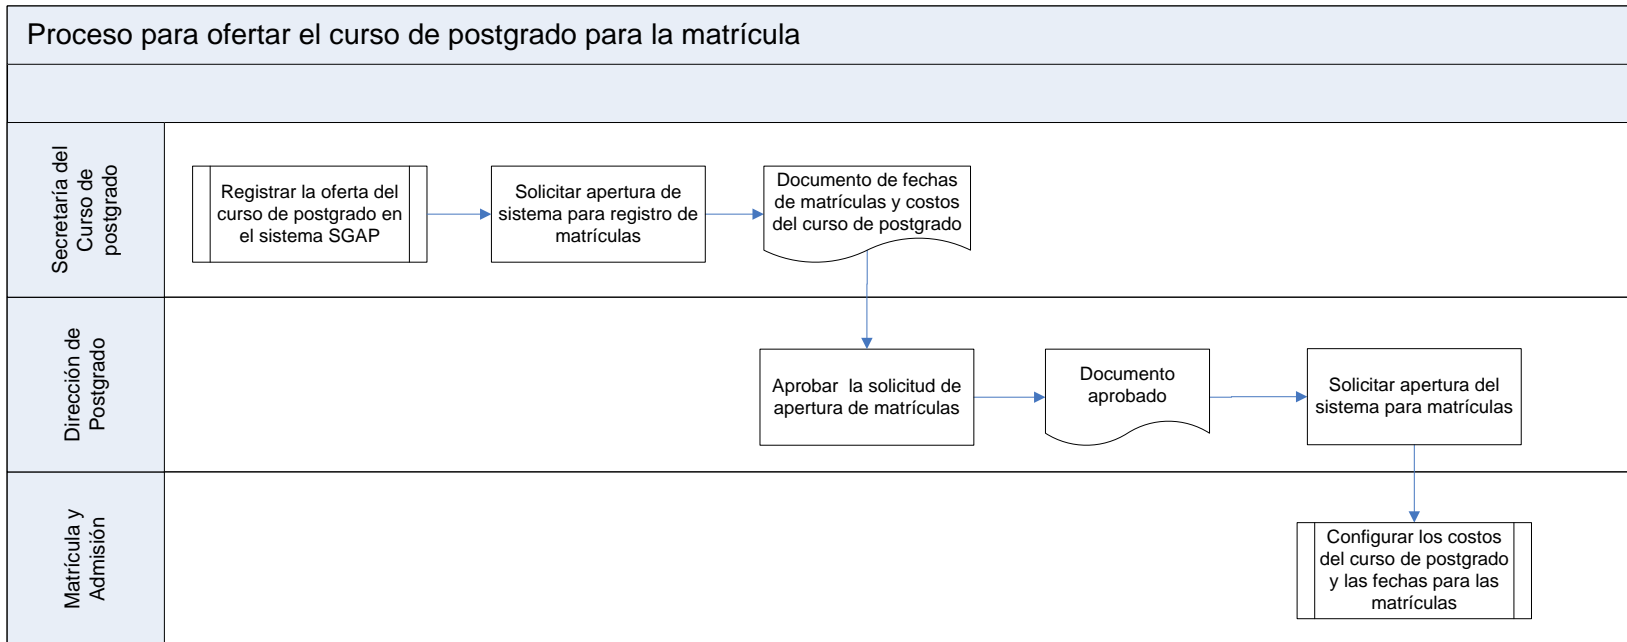 Proceso para ofertar el curso de postgrado para la matrícula
Secretaría del
Curso de
postgrado
Registrar la oferta del
curso de postgrado en
el sistema SGAP
Solicitar apertura de
sistema para registro de
matrículas
Documento de fechas
de matrículas y costos
del curso de postgrado
Dirección de
Postgrado
Aprobar  la solicitud de
apertura de matrículas
Documento
aprobado
Solicitar apertura del
sistema para matrículas
Matrícula y
Admisión
Configurar los costos
del curso de postgrado
y las fechas para las
matrículas